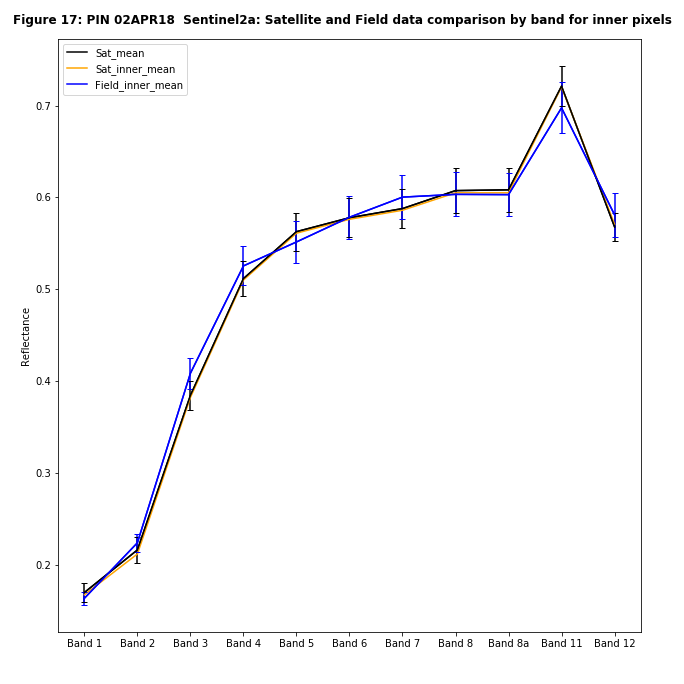 Figure 17: PIN 02APR18  Sentinel2a: Satellite and Field data comparison by band for inner pixels
Sat_mean
Sat_inner_mean
Field_inner_mean
0.7
0.6
0.5
0.4
0.3
0.2
Reflectance
Band 1 Band 2 Band 3 Band 4 Band 5 Band 6 Band 7 Band 8 Band 8a Band 11 Band 12